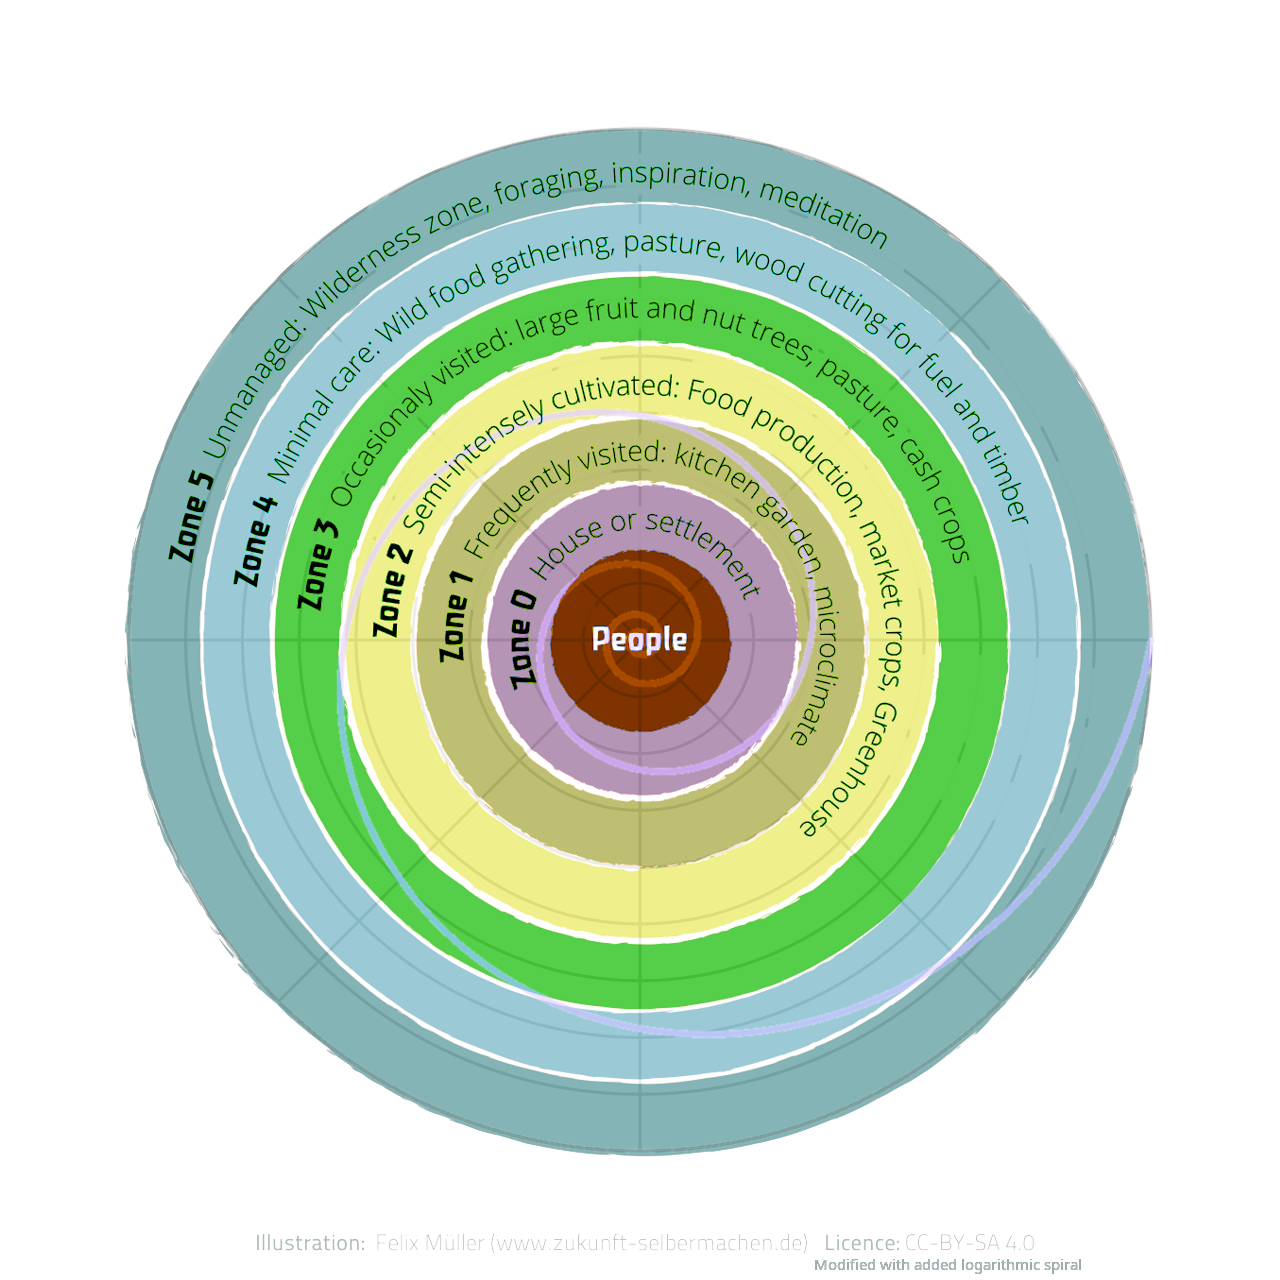 Zone 5 Unmanaged: Wilderness zone, foraging, inspiration, meditation
Zone 4 Minimal care: Wild food gathering, pasture, wood cutting for fuel and timber
Zone 3 Occasionaly visited: large fruit and nut trees, pasture, cash crops
Zone 2 Semi-intensely cultivated: Food production, market crops, Greenhouse
Zone 1 Frequently visited: kitchen garden, microclimate
Zone 0 House or settlement
People
Illustration: Felix Müller (www.zukunft-selbermachen.de) Licence: CC-BY-SA 4.0
Modified with added logarithmic spiral